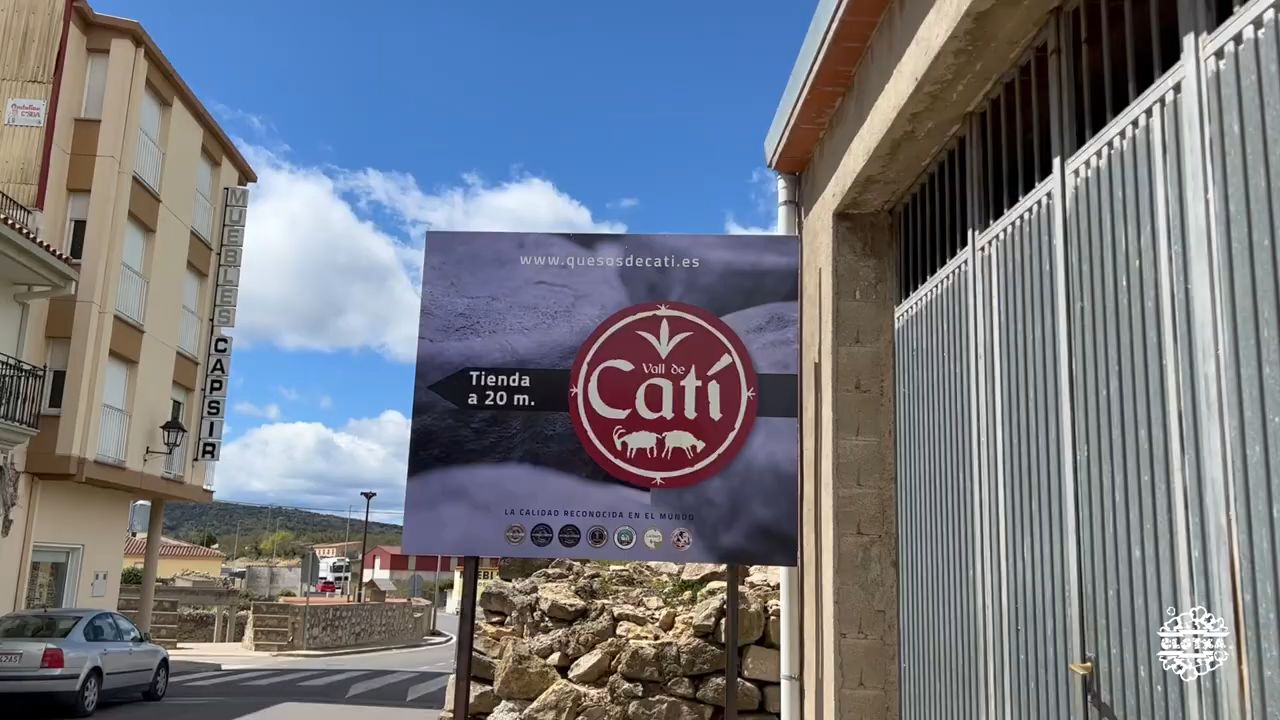 www.quesosdecati.es
Tienda
a 20 m.
Vall de
Catí
LA CALIDAD RECONOCIDA EN EL MUNDO
MUEBLES CAPSIR